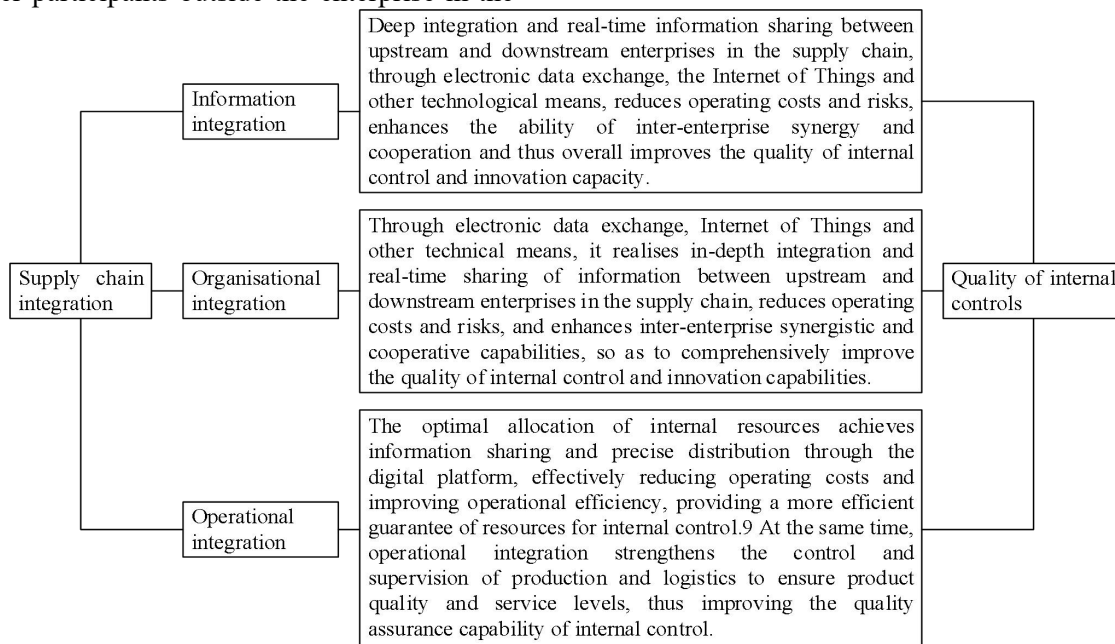 participants outside the enterprise in the
Deep integration and real-time information sharing between
upstream and downstream enterprises in the supply chain,
through electronic data exchange, the Internet of Things and
other technological means, reduces operating costs and risks,
enhances the ability of inter-enterprise synergy and
cooperation and thus overall improves the quality of internal
control and innovation capacity.
Information
integration
Through electronic data exchange, Internet of Things and
other technical means, it realises in-depth integration and
real-time sharing of information between upstream and
downstream enterprises in the supply chain, reduces operating
costs and risks, and enhances inter-enterprise synergistic and
cooperative capabilities, so as to comprehensively improve
the quality of internal control and innovation capabilities.
Supply chain
integration
Organisational
integration
Quality of internal
controls
The optimal allocation of internal resources achieves
information sharing and precise distribution through the
digital platform, effectively reducing operating costs and
improving operational efficiency, providing a more efficient
guarantee of resources for internal control.9 At the same time,
operational integration strengthens the control and
supervision of production and logistics to ensure product
quality and service levels, thus improving the quality
assurance capability of internal control.
Operational
integration